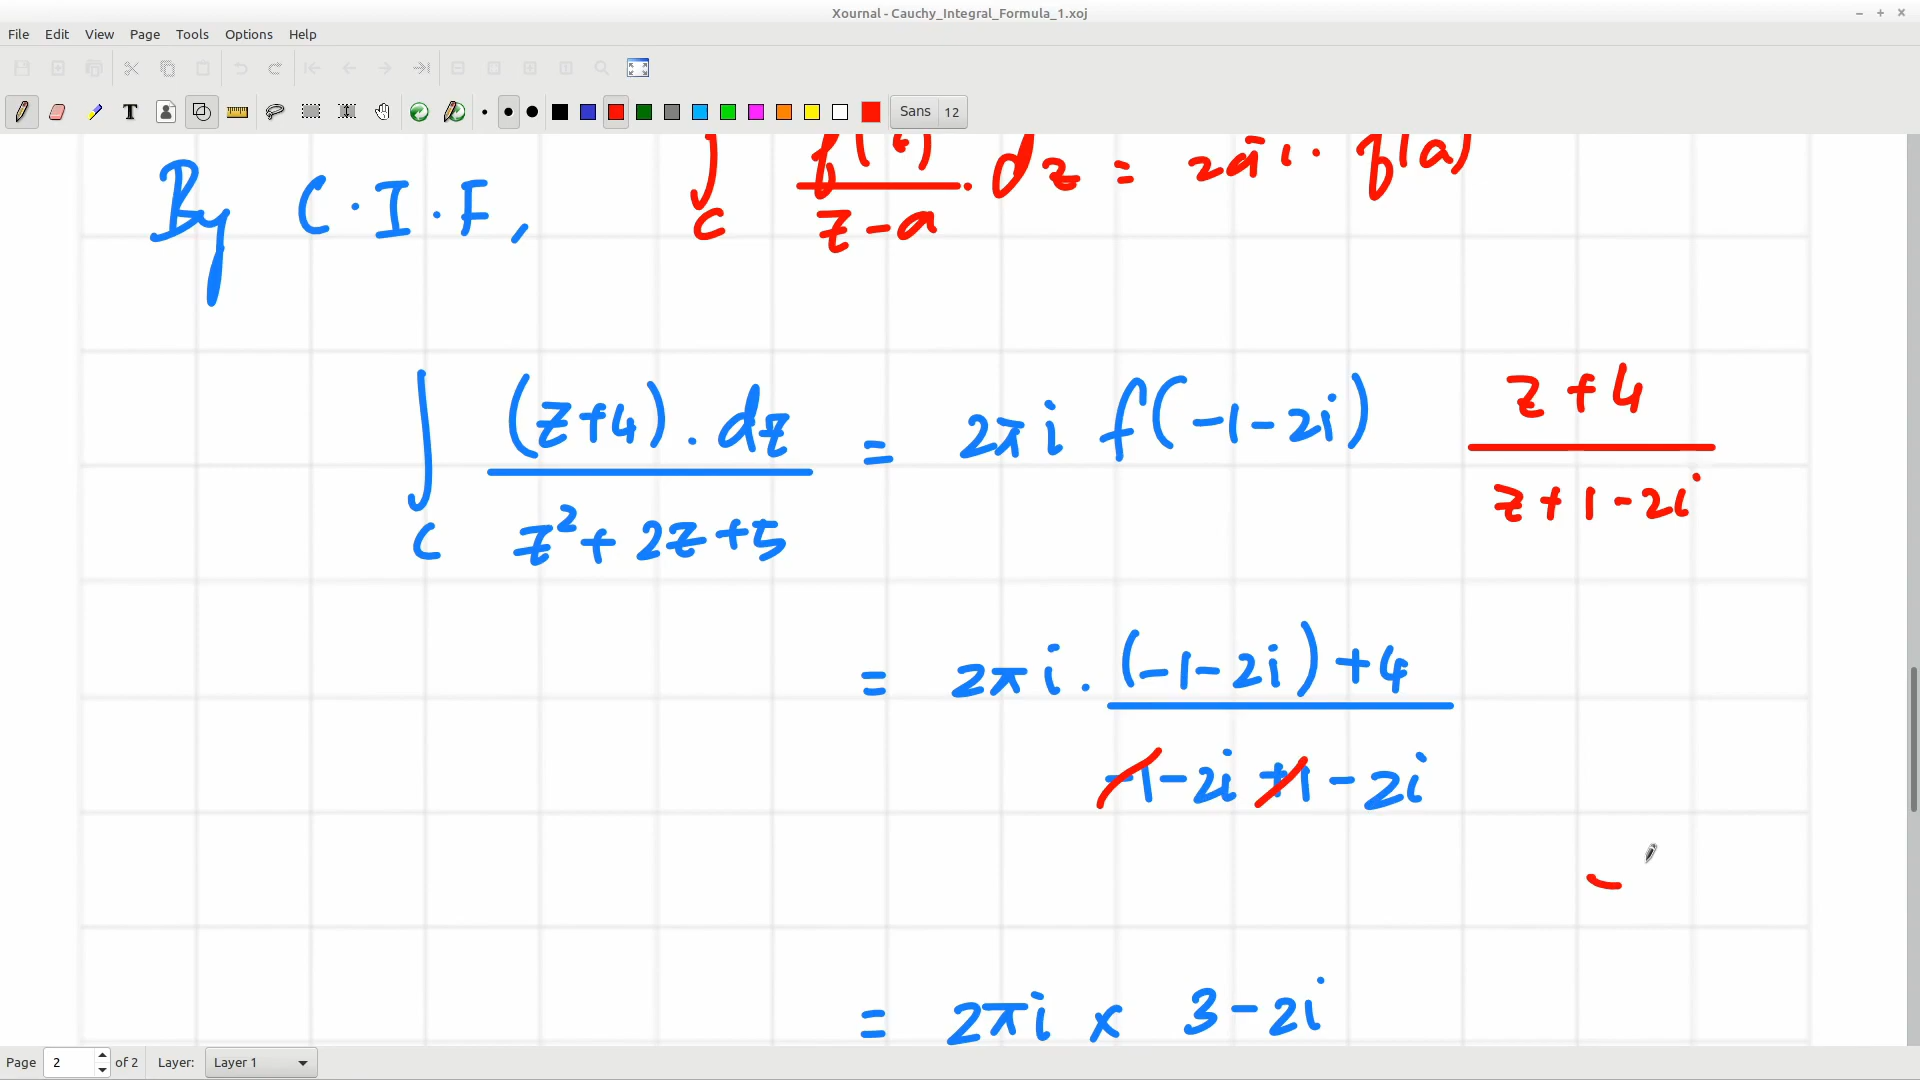 Xournal - Cauchy_Integral_Formula_1.xoj
File Edit View Page Tools Options Help
Sans 12
By C.I.F, ∫_C f(z)/(z-a) . dz = 2πi . f(a)
∫_C (z+4) . dz / (z²+2z+5) = 2πi f(-1-2i) (z+4)/(z+1-2i)
= 2πi . ((-1-2i)+4)/(-1-2i+1-2i)
= 2πi × 3-2i
Page 2 of 2 Layer: Layer 1